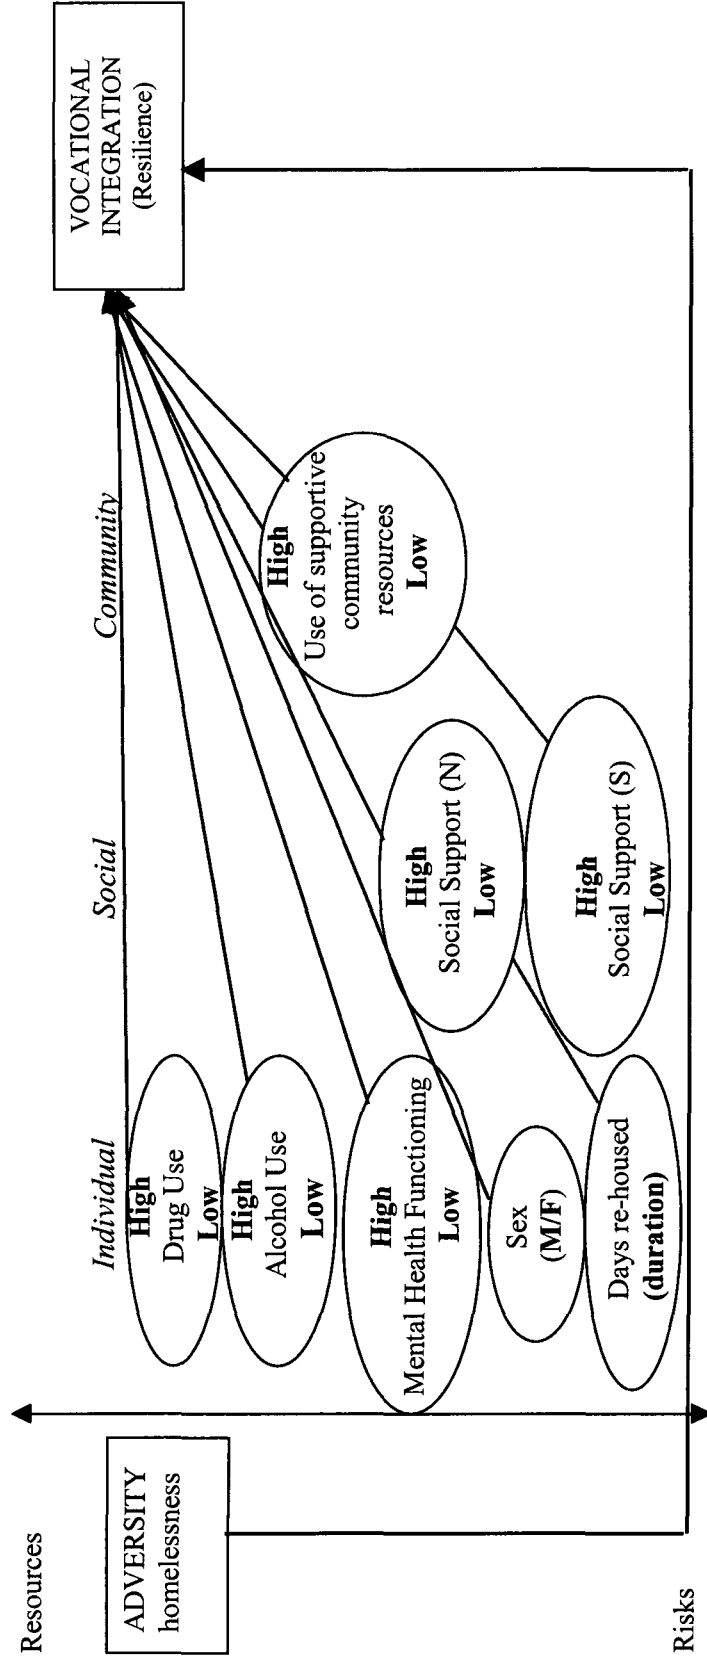 Resources
ADVERSITY
homelessness
Risks
Individual
High
Drug Use
Low
High
Alcohol Use
Low
High
Mental Health Functioning
Low
Sex
(M/F)
Days re-housed
(duration)
Social
High
Social Support (N)
Low
High
Social Support (S)
Low
Community
High
Use of supportive
community
resources
Low
VOCATIONAL
INTEGRATION
(Resilience)